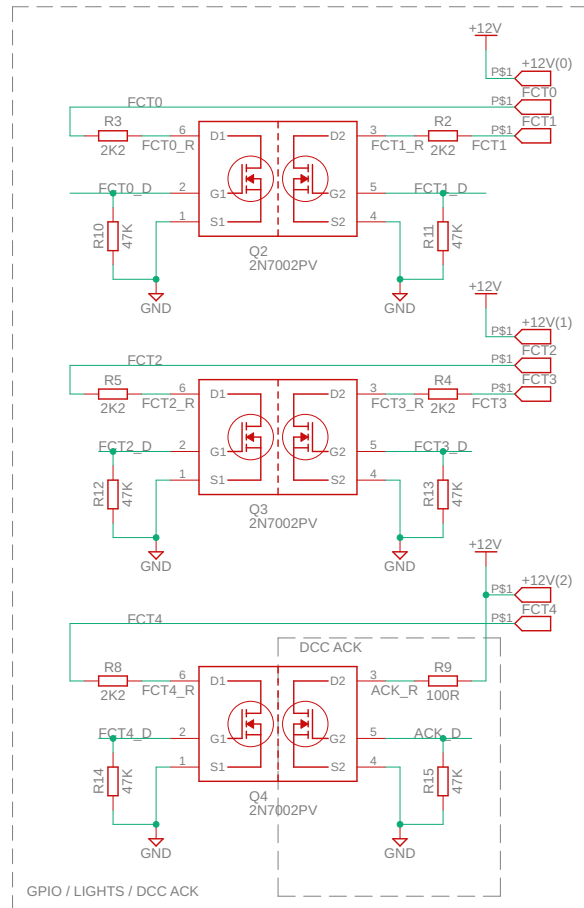 +12V
P$1 +12V(0)
FCT0 P$1 FCT0
R3 6 D1 D2 3 R2 P$1 FCT1
2K2 FCT0_R FCT1_R 2K2 FCT1
FCT0_D 2 G1 G2 5 FCT1_D
R10 47K 1 S1 S2 4 R11 47K
Q2
2N7002PV
GND GND
+12V
P$1 +12V(1)
FCT2 P$1 FCT2
R5 6 D1 D2 3 R4 P$1 FCT3
2K2 FCT2_R FCT3_R 2K2 FCT3
FCT2_D 2 G1 G2 5 FCT3_D
R12 47K 1 S1 S2 4 R13 47K
Q3
2N7002PV
GND GND
+12V
P$1 +12V(2)
FCT4 P$1 FCT4
DCC ACK
R8 6 D1 D2 3 R9
2K2 FCT4_R ACK_R 100R
FCT4_D 2 G1 G2 5 ACK_D
R14 47K 1 S1 S2 4 R15 47K
Q4
2N7002PV
GND GND
GPIO / LIGHTS / DCC ACK